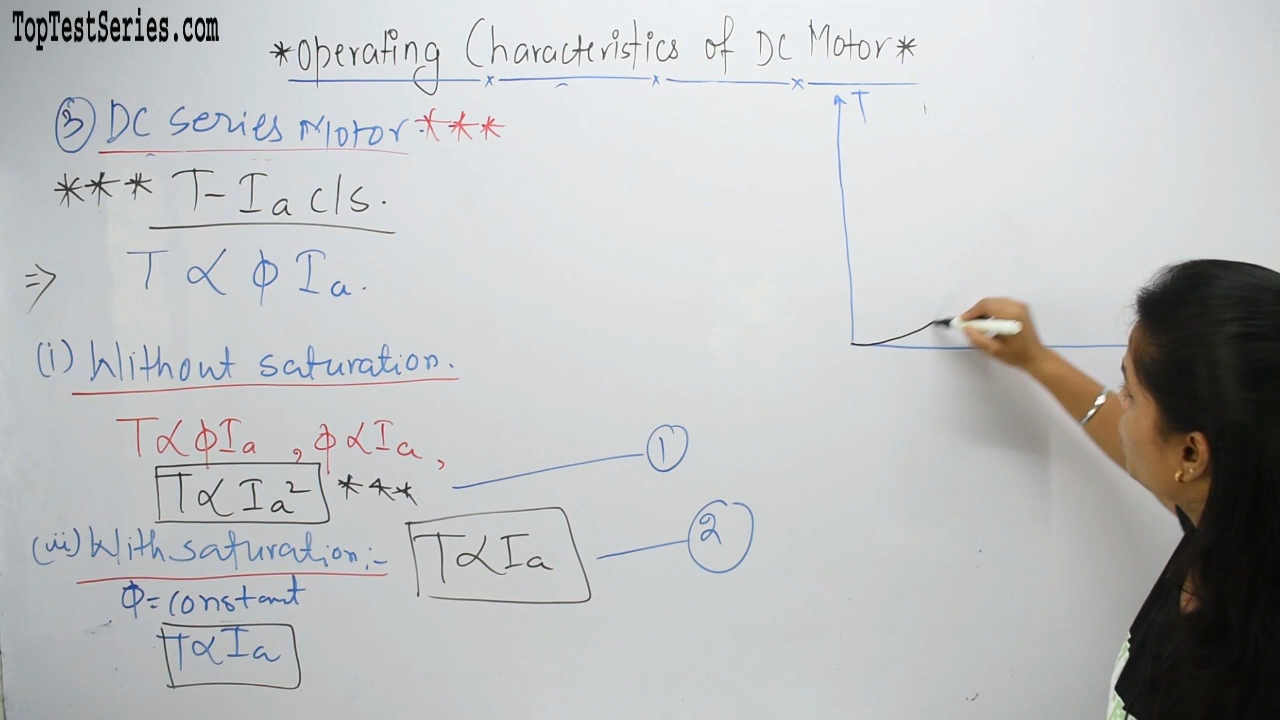 TopTestSeries.com
*Operating Characteristics of DC Motor*
③ DC Series Motor.***
*** T-Ia c/s.
⇒ T ∝ ϕ Ia.
(i) Without saturation.
T∝ϕIa, ϕ∝Ia,
T∝Ia² *** ①
(ii) With saturation:- T∝Ia ②
ϕ=constant
T∝Ia
T